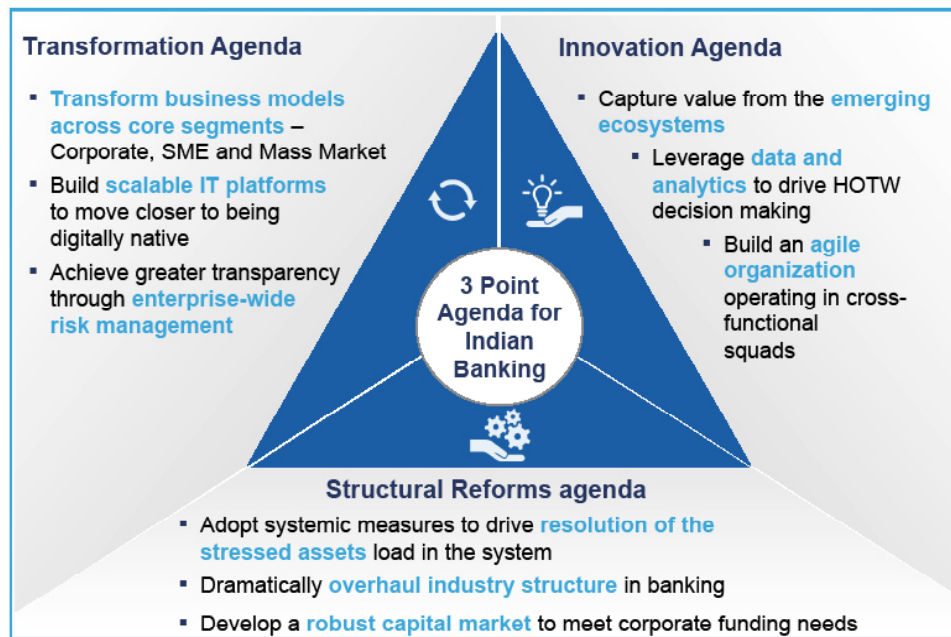 Transformation Agenda
▪ Transform business models
across core segments –
Corporate, SME and Mass Market
▪ Build scalable IT platforms
to move closer to being
digitally native
▪ Achieve greater transparency
through enterprise-wide
risk management
Innovation Agenda
▪ Capture value from the emerging
ecosystems
▪ Leverage data and
analytics to drive HOTW
decision making
▪ Build an agile
organization
operating in cross-
functional
squads
3 Point
Agenda for
Indian
Banking
Structural Reforms agenda
▪ Adopt systemic measures to drive resolution of the
stressed assets load in the system
▪ Dramatically overhaul industry structure in banking
▪ Develop a robust capital market to meet corporate funding needs